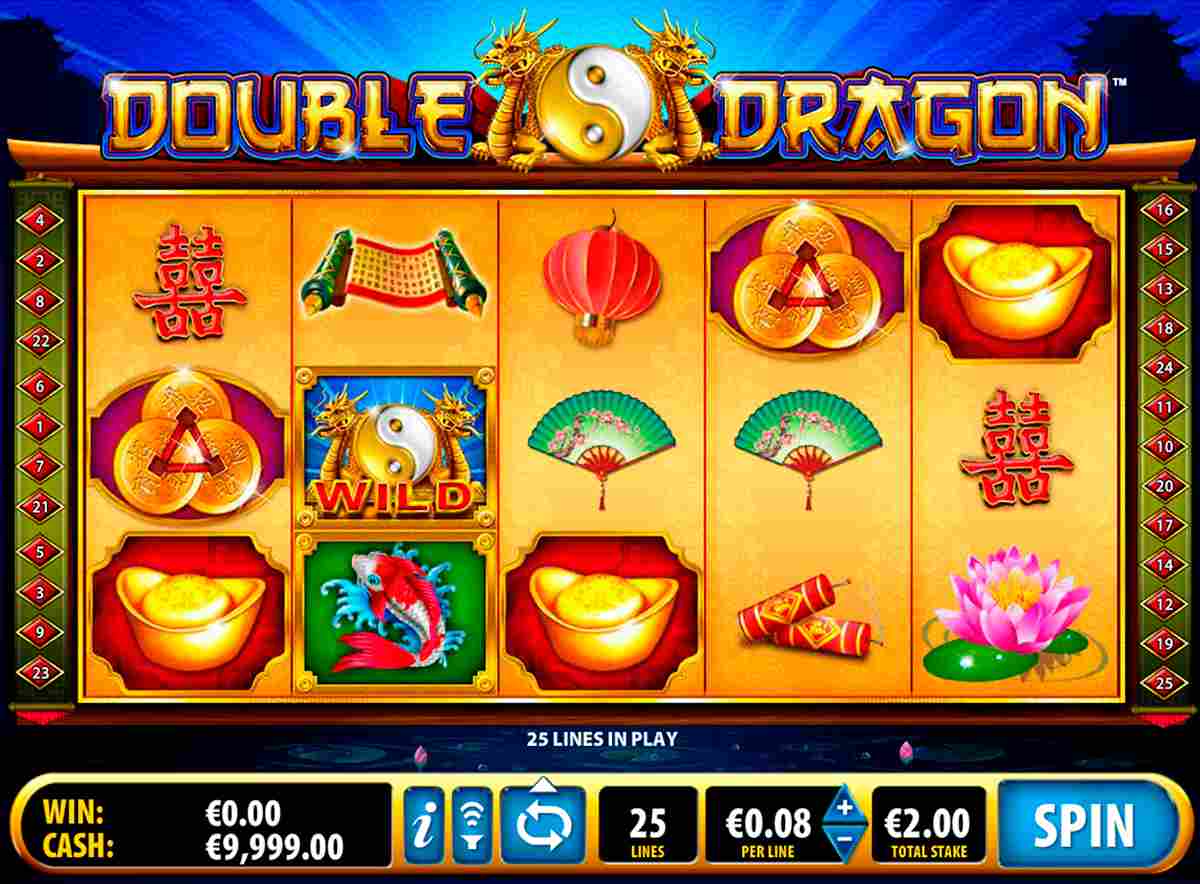 DOUBLE DRAGON™
4
2
8
22
6
1
7
21
5
3
9
23
囍
WILD
囍
16
15
13
18
24
11
10
20
17
14
12
19
25
25 LINES IN PLAY
WIN: €0.00
CASH: €9,999.00
i
25
LINES
€0.08
PER LINE
+
−
€2.00
TOTAL STAKE
SPIN